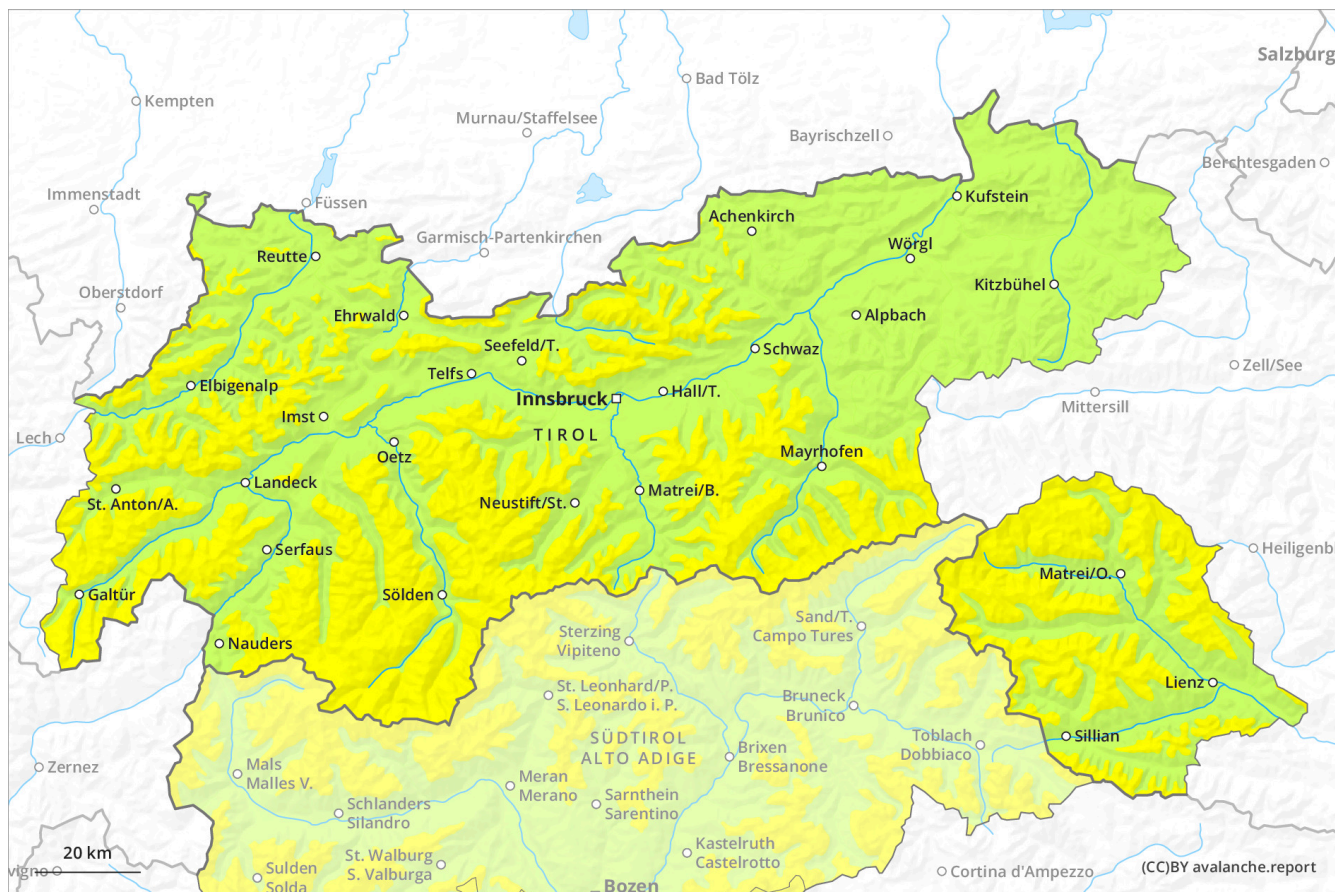 Salzburg
Kempten
Bad Tölz
Murnau/Staffelsee
Bayrischzell
Berchtesgaden
Immenstadt
Füssen
Kufstein
Achenkirch
Garmisch-Partenkirchen
Wörgl
Reutte
Kitzbühel
Oberstdorf
Ehrwald
Alpbach
Seefeld/T.
Schwaz
Zell/See
Telfs
Elbigenalp
Hall/T.
Innsbruck
Mittersill
Imst
Lech
TIROL
Oetz
Mayrhofen
Landeck
Matrei/B.
St. Anton/A.
Neustift/St.
Serfaus
Heiligenb
Matrei/O.
Galtür
Sölden
Sand/T.
Campo Tures
Sterzing
Vipiteno
Nauders
Lienz
St. Leonhard/P.
S. Leonardo i. P.
Bruneck
Brunico
Sillian
SÜDTIROL
ALTO ADIGE
Toblach
Dobbiaco
Brixen
Bressanone
Zernez
Mals
Malles V.
Meran
Merano
Schlanders
Silandro
Sarnthein
Sarentino
Kastelruth
Castelrotto
20 km
St. Walburg
S. Valburga
vigno
Sulden
Solda
Bozen
Cortina d'Ampezzo
(CC)BY avalanche.report